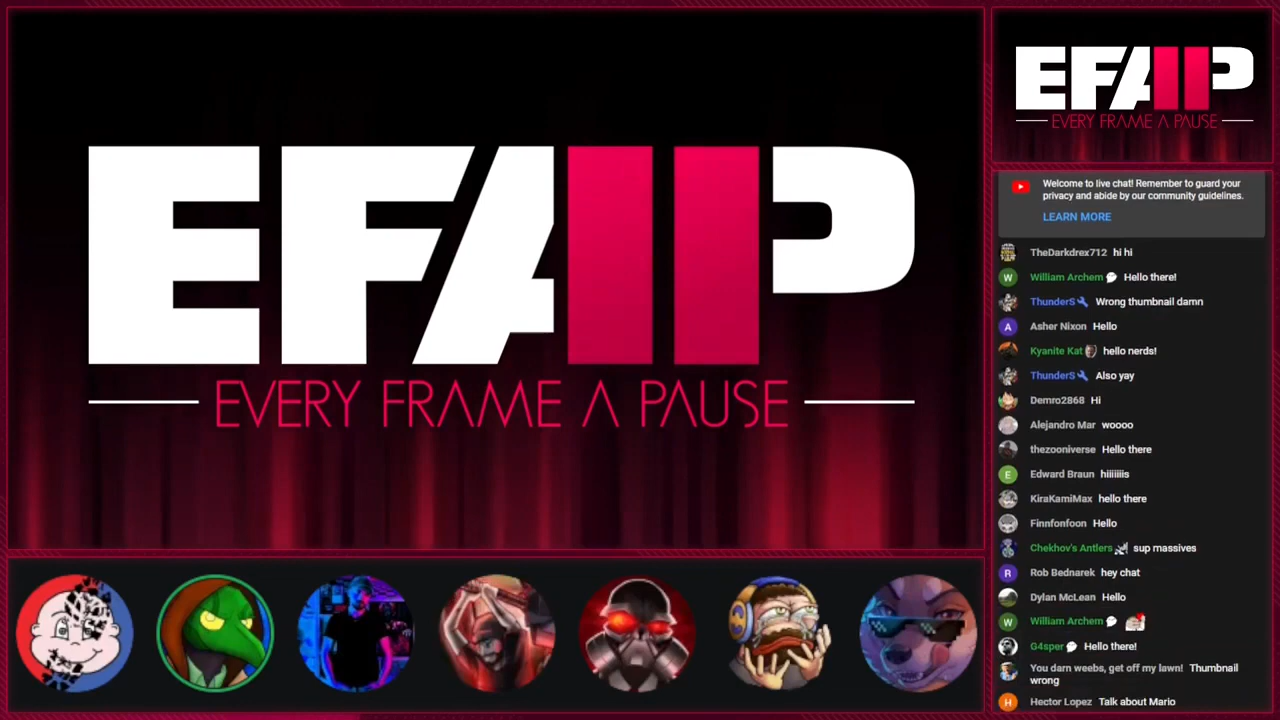 EFAP
EVERY FRAME A PAUSE
EFAP
EVERY FRAME A PAUSE
Welcome to live chat! Remember to guard your
privacy and abide by our community guidelines.
LEARN MORE
TheDarkdrex712 hi hi
W William Archem Hello there!
ThunderS Wrong thumbnail damn
A Asher Nixon Hello
Kyanite Kat hello nerds!
ThunderS Also yay
Demro2868 Hi
Alejandro Mar woooo
thezooniverse Hello there
E Edward Braun hiiiiiiis
KiraKamiMax hello there
Finnfonfoon Hello
Chekhov's Antlers sup massives
R Rob Bednarek hey chat
Dylan McLean Hello
W William Archem
G4sper Hello there!
You darn weebs, get off my lawn! Thumbnail
wrong
H Hector Lopez Talk about Mario